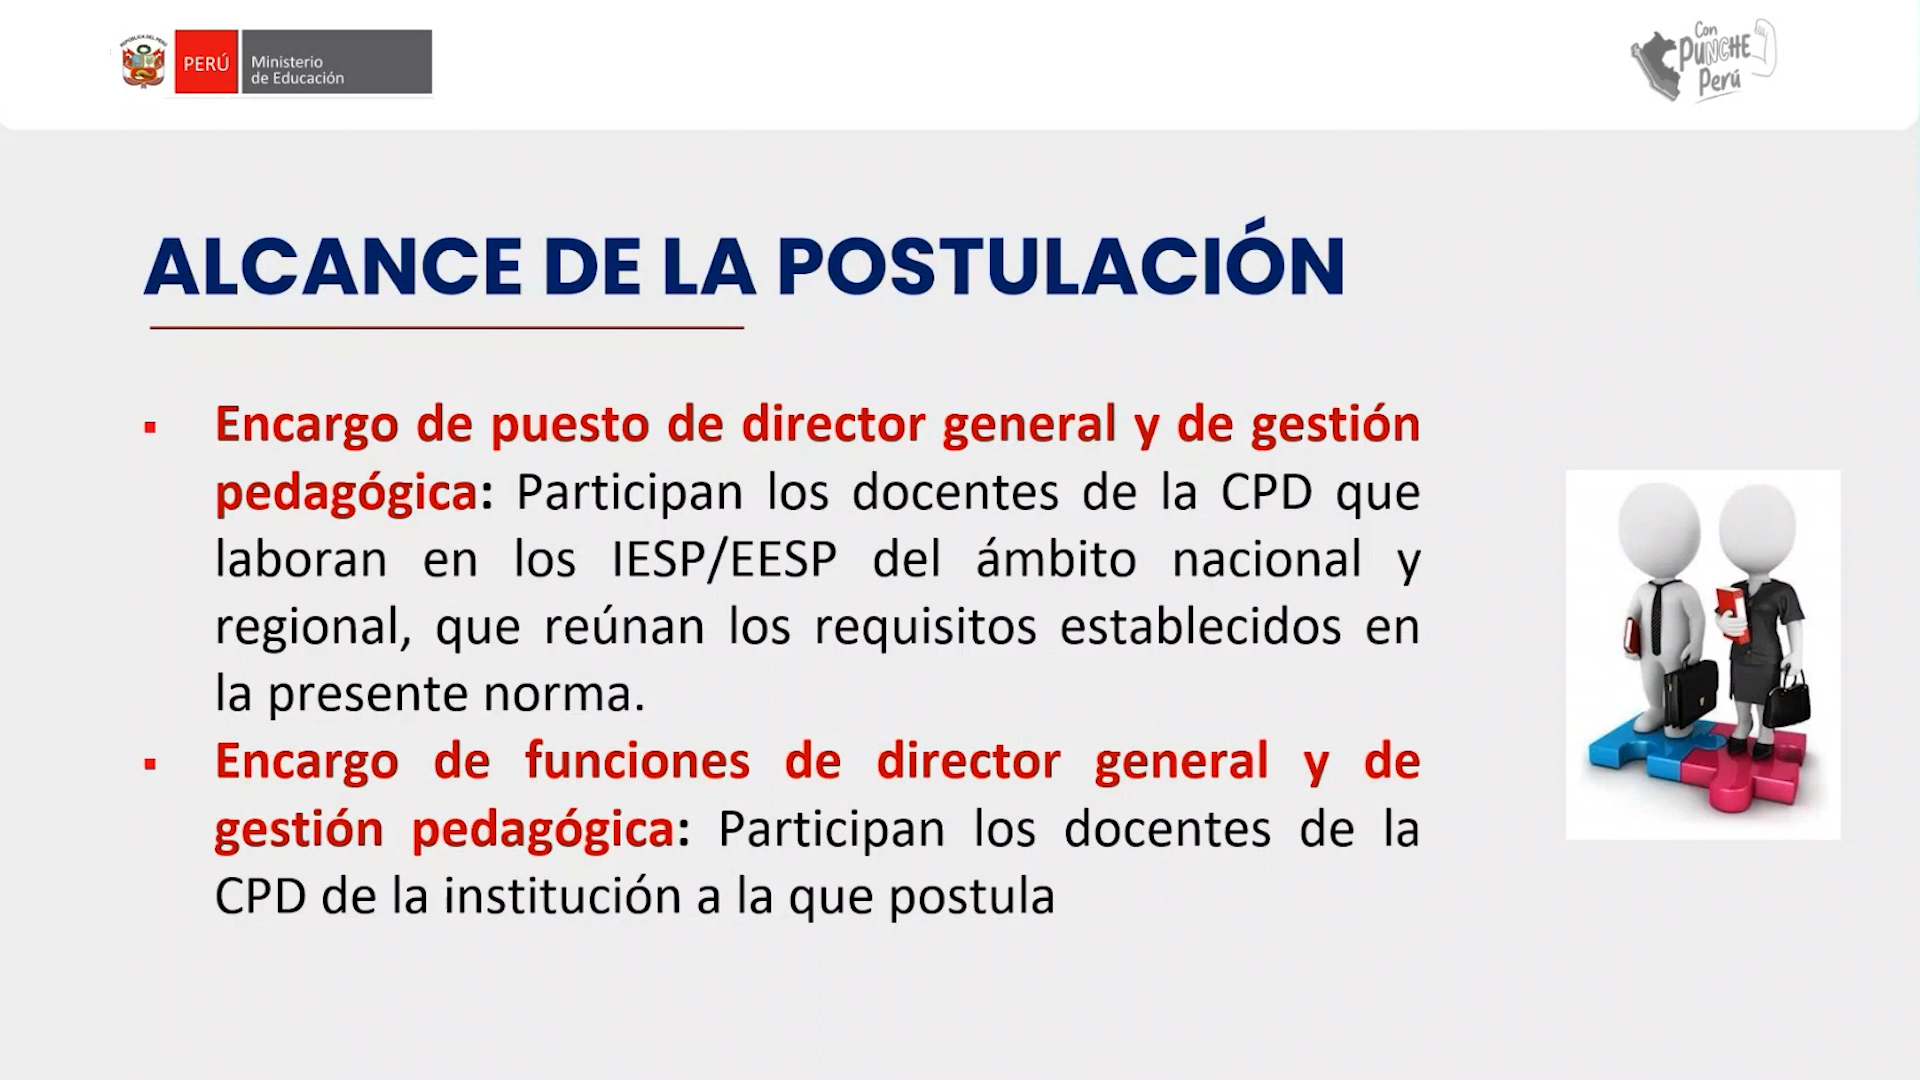 REPÚBLICA DEL PERÚ
PERÚ
Ministerio
de Educación
Con
PUNCHE
Perú
ALCANCE DE LA POSTULACIÓN
▪ Encargo de puesto de director general y de gestión
pedagógica: Participan los docentes de la CPD que
laboran en los IESP/EESP del ámbito nacional y
regional, que reúnan los requisitos establecidos en
la presente norma.
▪ Encargo de funciones de director general y de
gestión pedagógica: Participan los docentes de la
CPD de la institución a la que postula